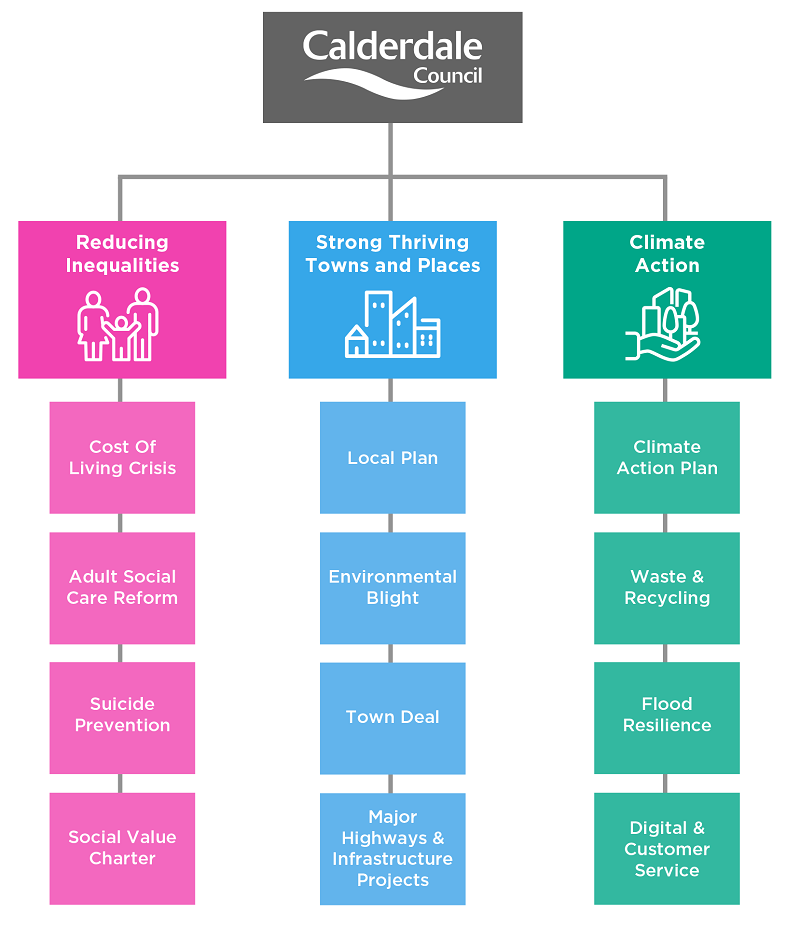 Calderdale
Council
Reducing
Inequalities
Strong Thriving
Towns and Places
Climate
Action
Cost Of
Living Crisis
Local Plan
Climate
Action Plan
Adult Social
Care Reform
Environmental
Blight
Waste &
Recycling
Suicide
Prevention
Town Deal
Flood
Resilience
Social Value
Charter
Major
Highways &
Infrastructure
Projects
Digital &
Customer
Service